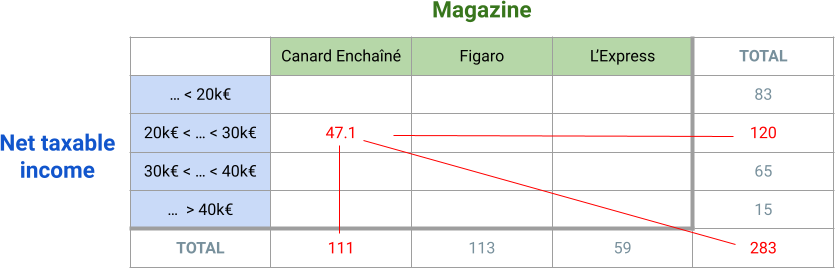 Magazine
Canard Enchaîné Figaro L’Express TOTAL
... < 20k€ 83
Net taxable income
20k€ < ... < 30k€ 47.1 120
30k€ < ... < 40k€ 65
... > 40k€ 15
TOTAL 111 113 59 283